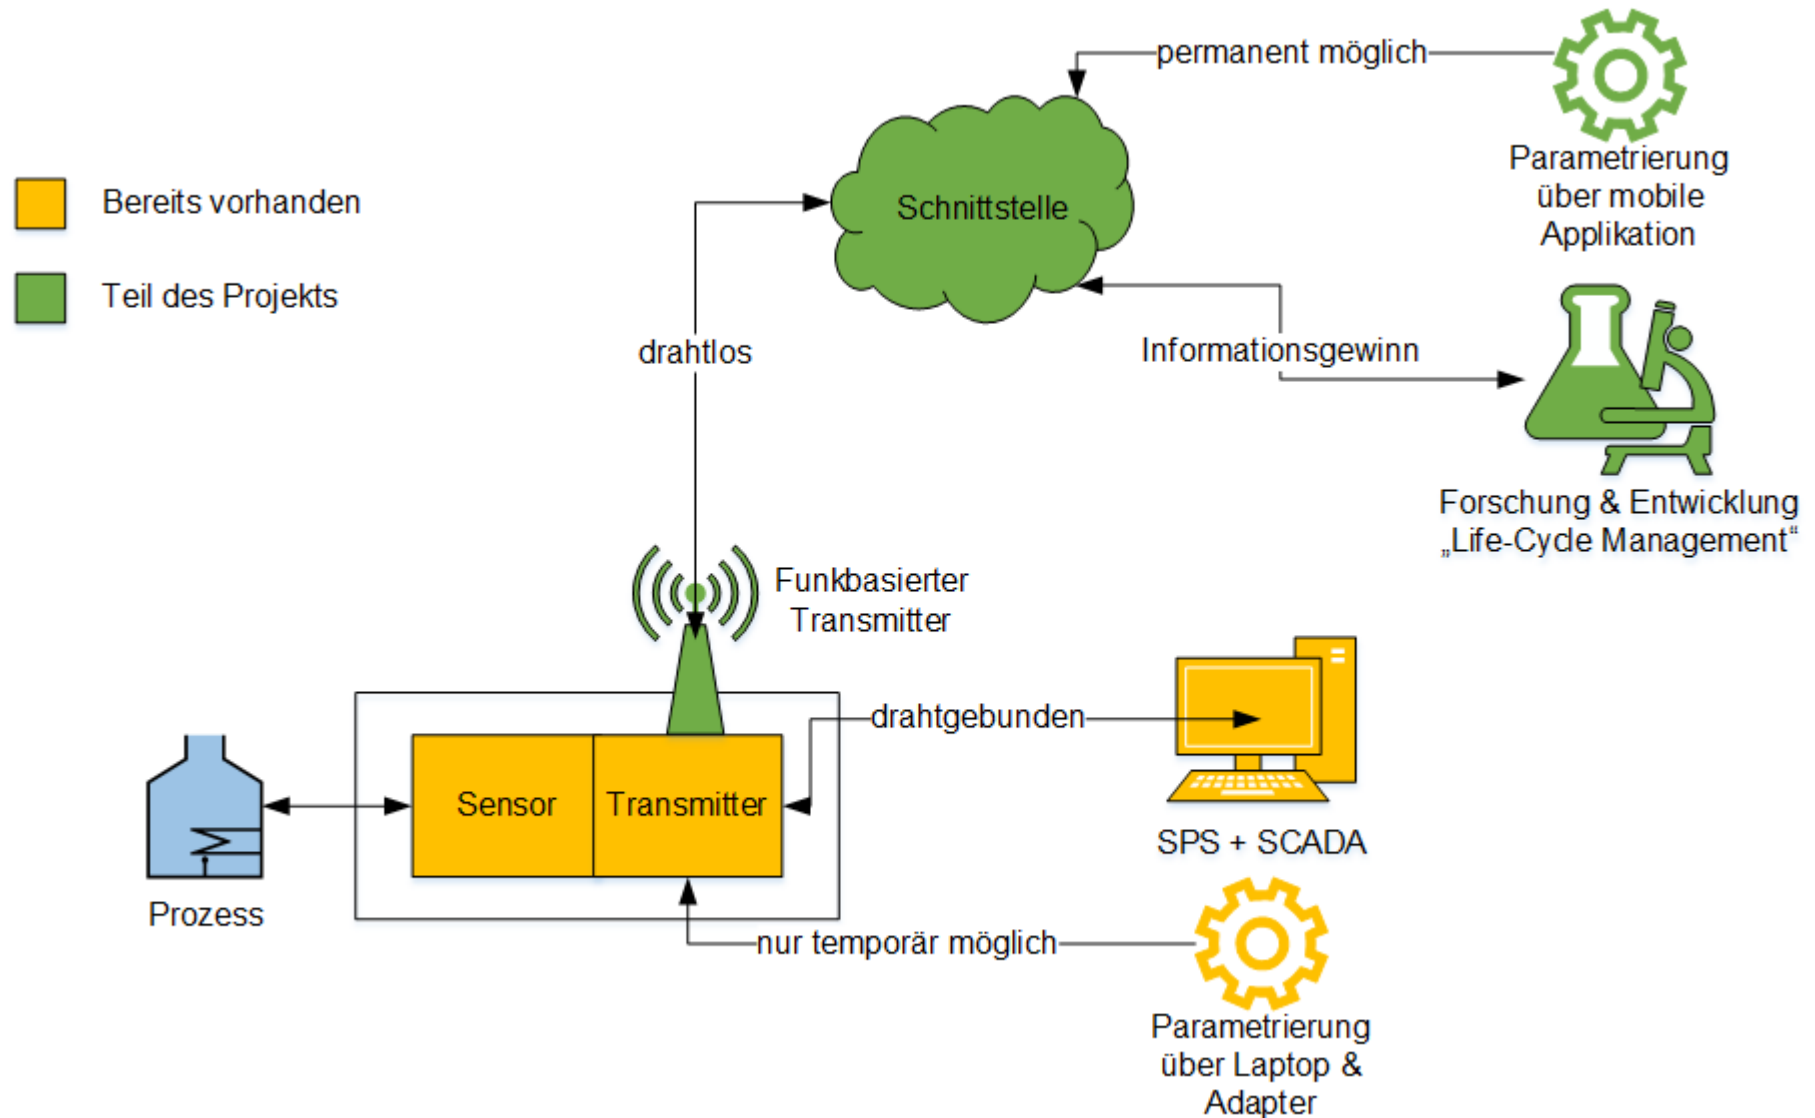 permanent möglich
Parametrierung
über mobile
Applikation
Bereits vorhanden
Schnittstelle
Teil des Projekts
drahtlos
Informationsgewinn
Forschung & Entwicklung
„Life-Cycle Management“
Funkbasierter
Transmitter
drahtgebunden
Sensor
Transmitter
SPS + SCADA
Prozess
nur temporär möglich
Parametrierung
über Laptop &
Adapter